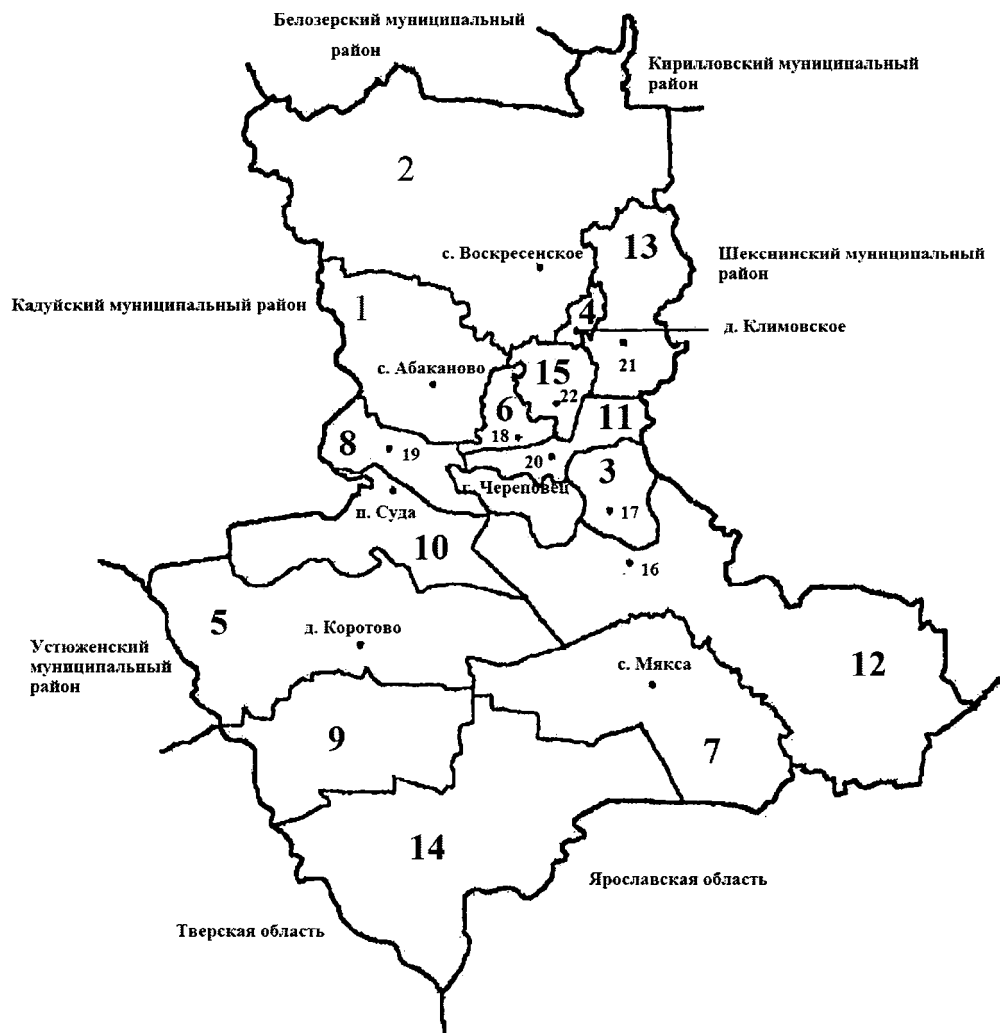 Белозерский муниципальный
район
Кирилловский муниципальный
район
2
13
с. Воскресенское
Шекснинский муниципальный
район
Кадуйский муниципальный район
1
4
д. Климовское
21
с. Абаканово
15
22
6
11
18
8
19
20
3
г. Череповец
п. Суда
17
10
16
5
д. Коротово
Устюженский
муниципальный
район
с. Мякса
12
9
7
14
Ярославская область
Тверская область